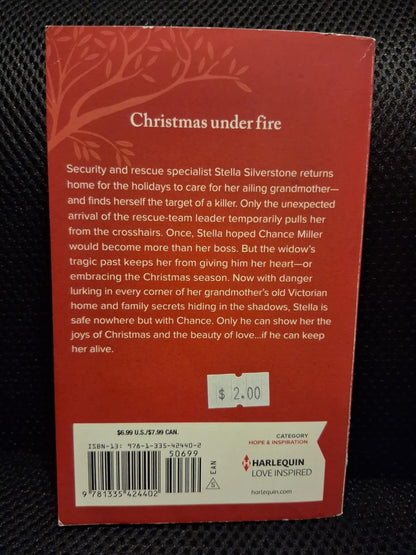 Christmas under fire
Security and rescue specialist Stella Silverstone returns
home for the holidays to care for her ailing grandmother—
and finds herself the target of a killer. Only the unexpected
arrival of the rescue-team leader temporarily pulls her
from the crosshairs. Once, Stella hoped Chance Miller
would become more than her boss. But the widow's
tragic past keeps her from giving him her heart—or
embracing the Christmas season. Now with danger
lurking in every corner of her grandmother's old Victorian
home and family secrets hiding in the shadows, Stella is
safe nowhere but with Chance. Only he can show her the
joys of Christmas and the beauty of love...if he can keep
her alive.
$ 2.00
$6.99 U.S./$7.99 CAN.
ISBN-13: 978-1-335-42440-2
50699
9 781335 424402
S
EAN
CATEGORY:
HOPE & INSPIRATION
HARLEQUIN
LOVE INSPIRED
harlequin.com